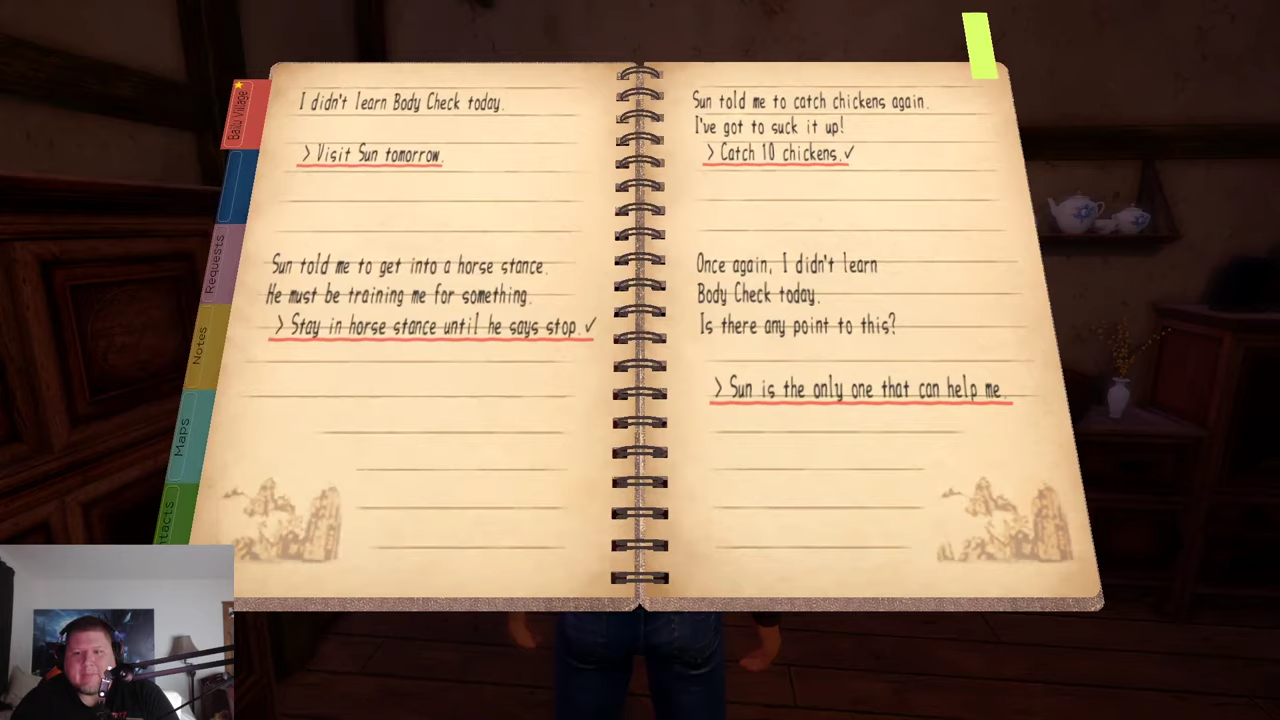 Bailu Village
Requests
Notes
Maps
ntacts
I didn't learn Body Check today.
> Visit Sun tomorrow.
Sun told me to get into a horse stance.
He must be training me for something.
> Stay in horse stance until he says stop. ✓
Sun told me to catch chickens again.
I've got to suck it up!
> Catch 10 chickens. ✓
Once again, I didn't learn
Body Check today.
Is there any point to this?
> Sun is the only one that can help me.